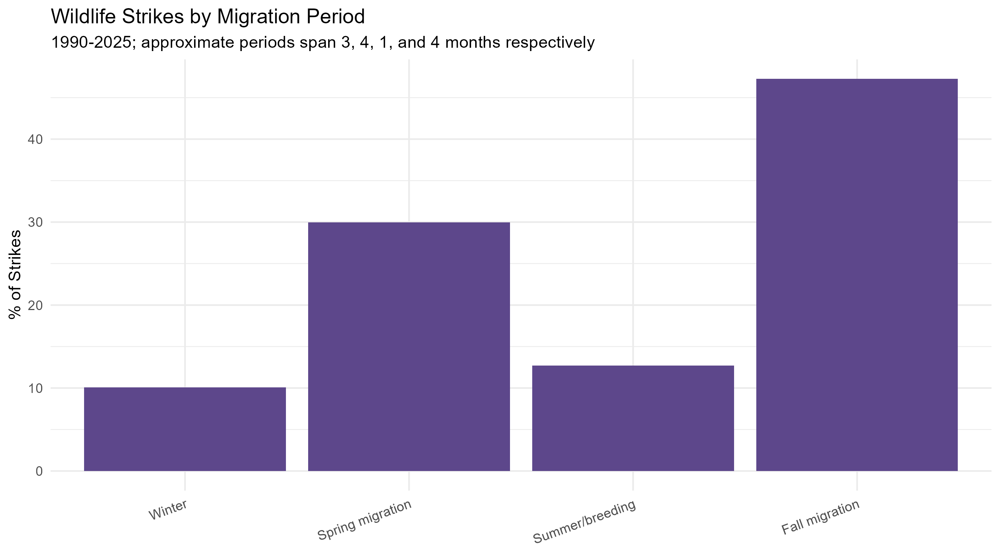 Wildlife Strikes by Migration Period
1990-2025; approximate periods span 3, 4, 1, and 4 months respectively
% of Strikes
40
30
20
10
0
Winter
Spring migration
Summer/breeding
Fall migration